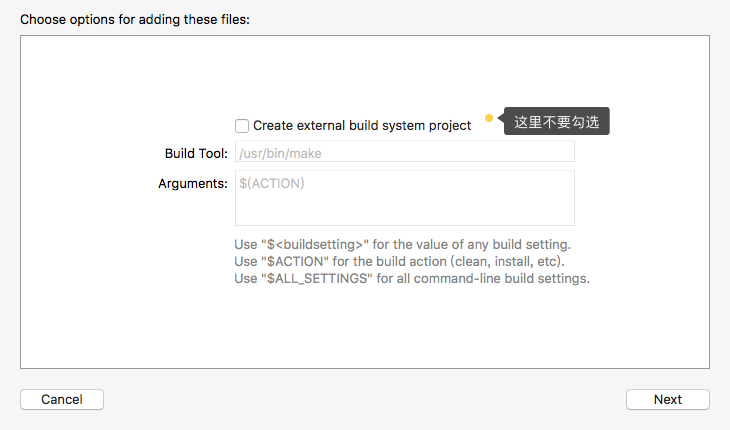 Choose options for adding these files:
Create external build system project
这里不要勾选
Build Tool: /usr/bin/make
Arguments: $(ACTION)
Use "$<buildsetting>" for the value of any build setting.
Use "$ACTION" for the build action (clean, install, etc).
Use "$ALL_SETTINGS" for all command-line build settings.
Cancel
Next